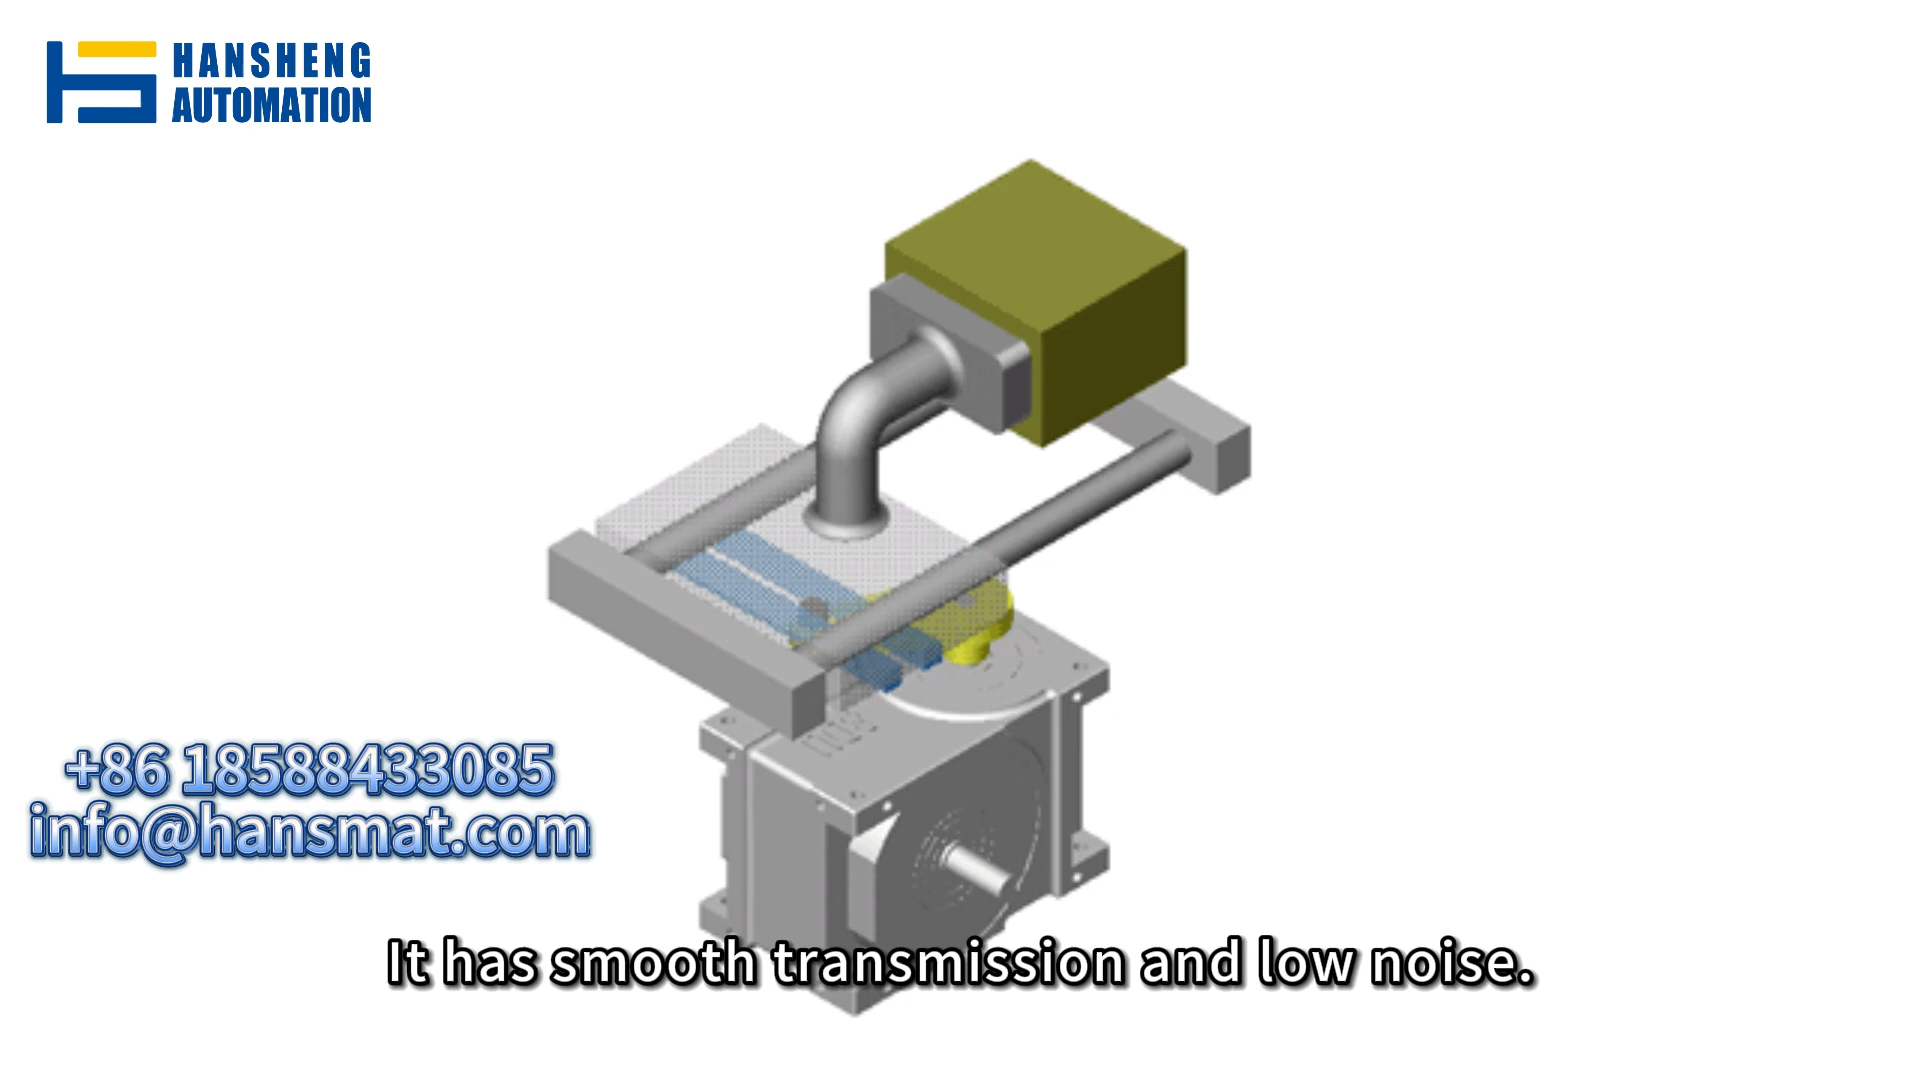 HANSHENG
AUTOMATION
+86 18588433085
info@hansmat.com
It has smooth transmission and low noise.